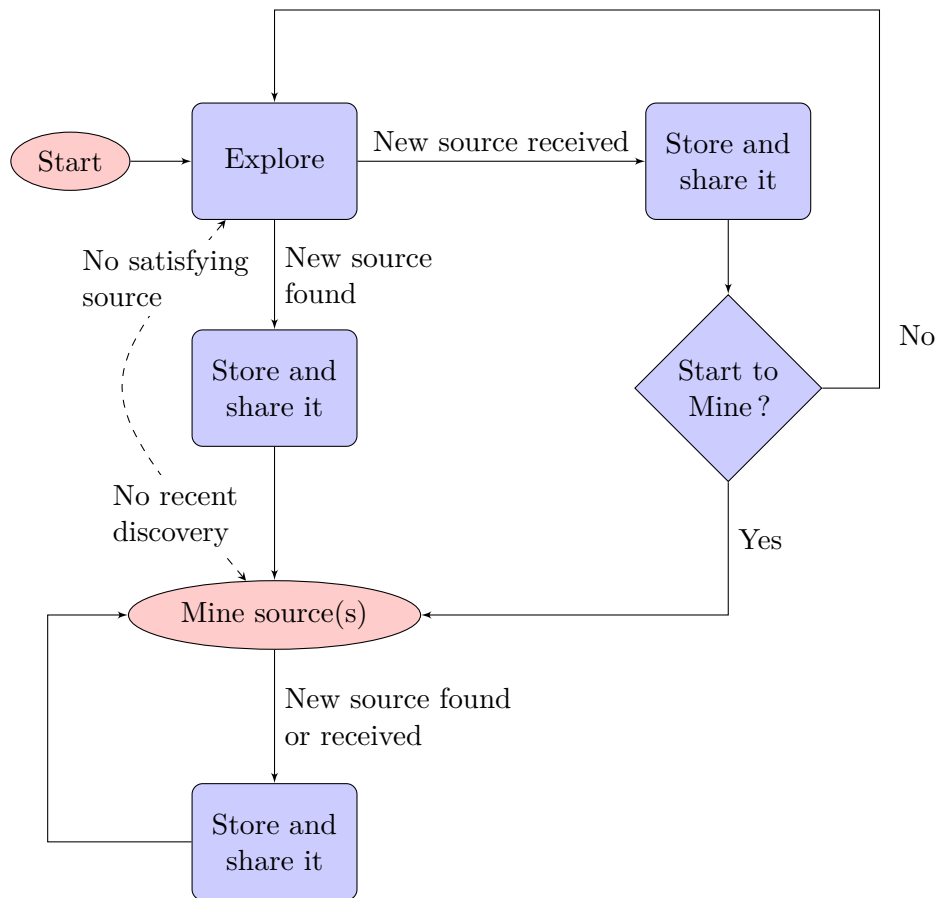 Start
Explore
New source received
Store and
share it
No satisfying
source
New source
found
No
Store and
share it
Start to
Mine ?
No recent
discovery
Yes
Mine source(s)
New source found
or received
Store and
share it